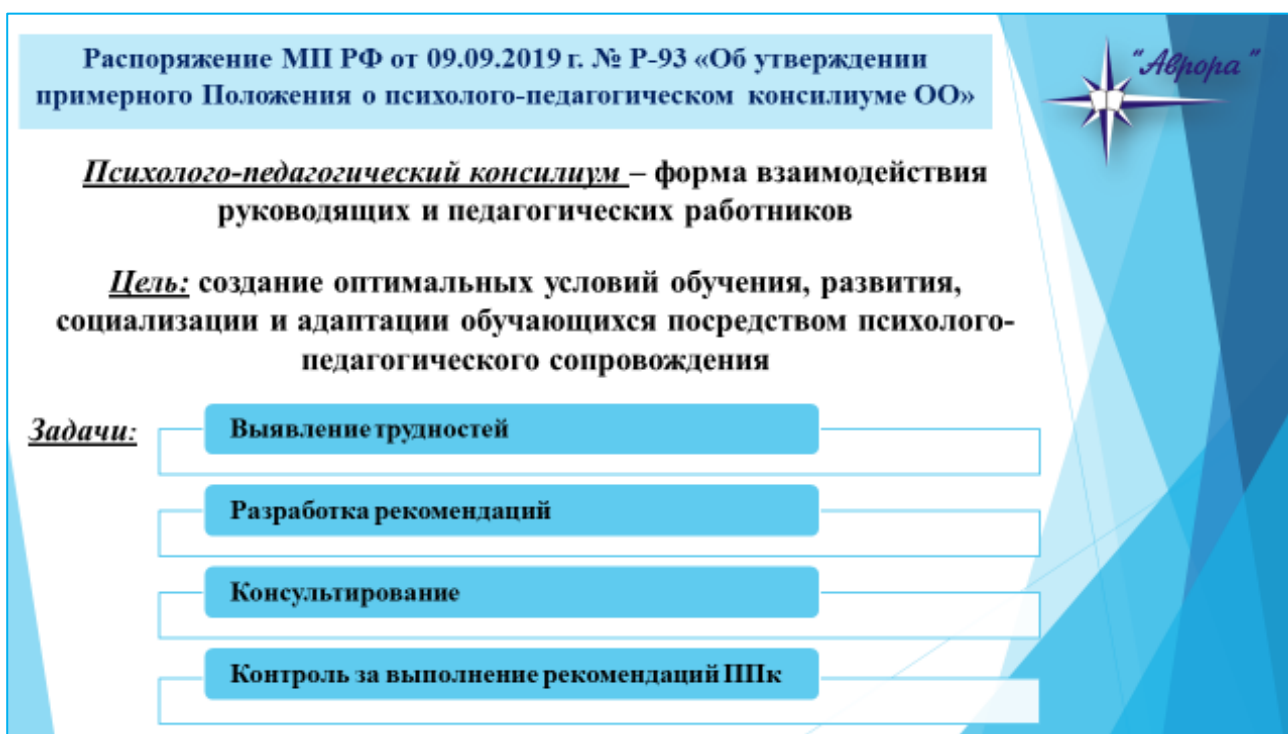 Распоряжение МП РФ от 09.09.2019 г. № Р-93 «Об утверждении
примерного Положения о психолого-педагогическом консилиуме ОО»
"Аврора"
Психолого-педагогический консилиум – форма взаимодействия
руководящих и педагогических работников
Цель: создание оптимальных условий обучения, развития,
социализации и адаптации обучающихся посредством психолого-
педагогического сопровождения
Задачи:
Выявление трудностей
Разработка рекомендаций
Консультирование
Контроль за выполнение рекомендаций ППк